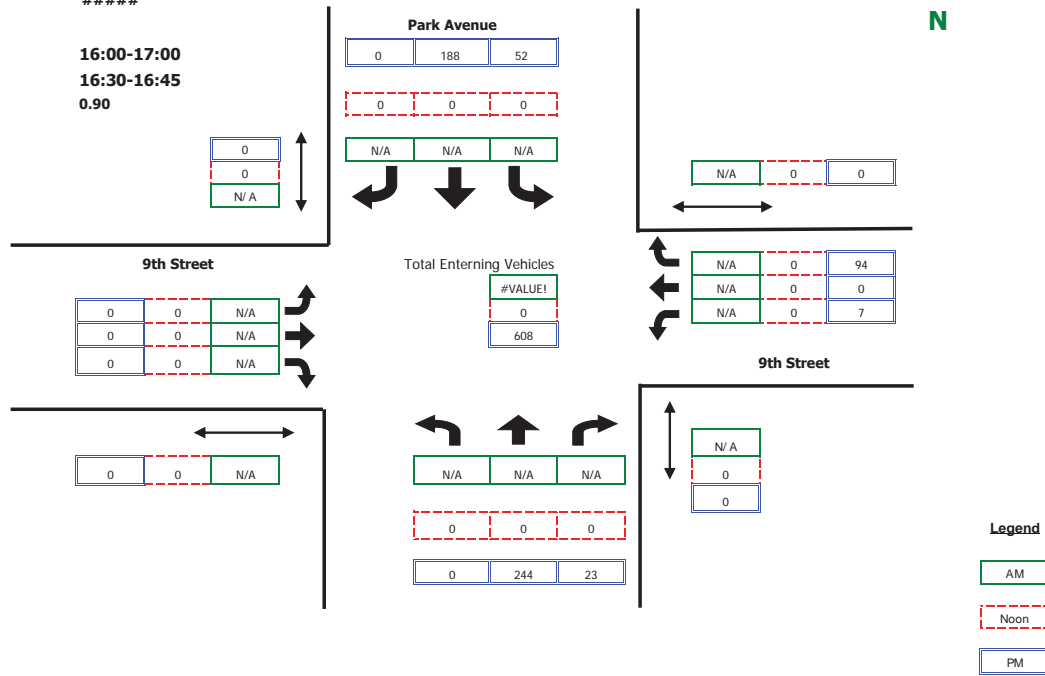 #####
Park Avenue
N
16:00-17:00
16:30-16:45
0.90
0 188 52
0 0 0
N/A N/A N/A
0
0
N/ A
N/A 0 0
9th Street
Total Enterning Vehicles
#VALUE!
0
608
N/A 0 94
N/A 0 0
N/A 0 7
0 0 N/A
0 0 N/A
0 0 N/A
9th Street
0 0 N/A
N/A N/A N/A
0 0 0
0 244 23
N/ A
0
0
Legend
AM
Noon
PM